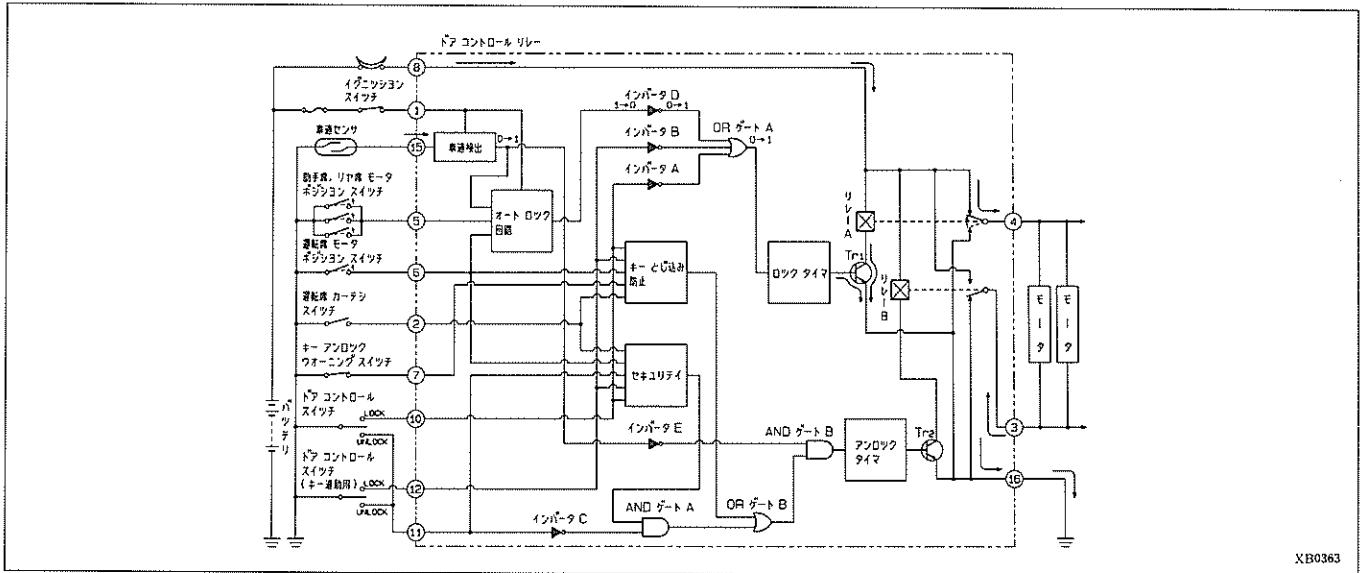 ドア コントロール リレー
8
イグニッション
スイッチ
1
車速センサ
15
車速検出
0→1
助手席,リヤ席 モータ
ポジション スイッチ
5
オート ロック
回路
運転席 モータ
ポジション スイッチ
6
運転席 カーテシ
スイッチ
2
キー アンロック
ウオーニング スイッチ
7
ドア コントロール
スイッチ
LOCK
10
UNLOCK
ドア コントロール
スイッチ
(キー連動用)
LOCK
12
UNLOCK
11
バッテリ
インバータ D
1→0
0→1
インバータ B
インバータ A
OR ゲート A
0→1
キー とじ込み
防止
セキュリティ
インバータ E
インバータ C
AND ゲート A
OR ゲート B
AND ゲート B
ロック タイマ
アンロック
タイマ
Tr1
Tr2
リレー A
リレー B
4
3
16
モータ
モータ
XB0363